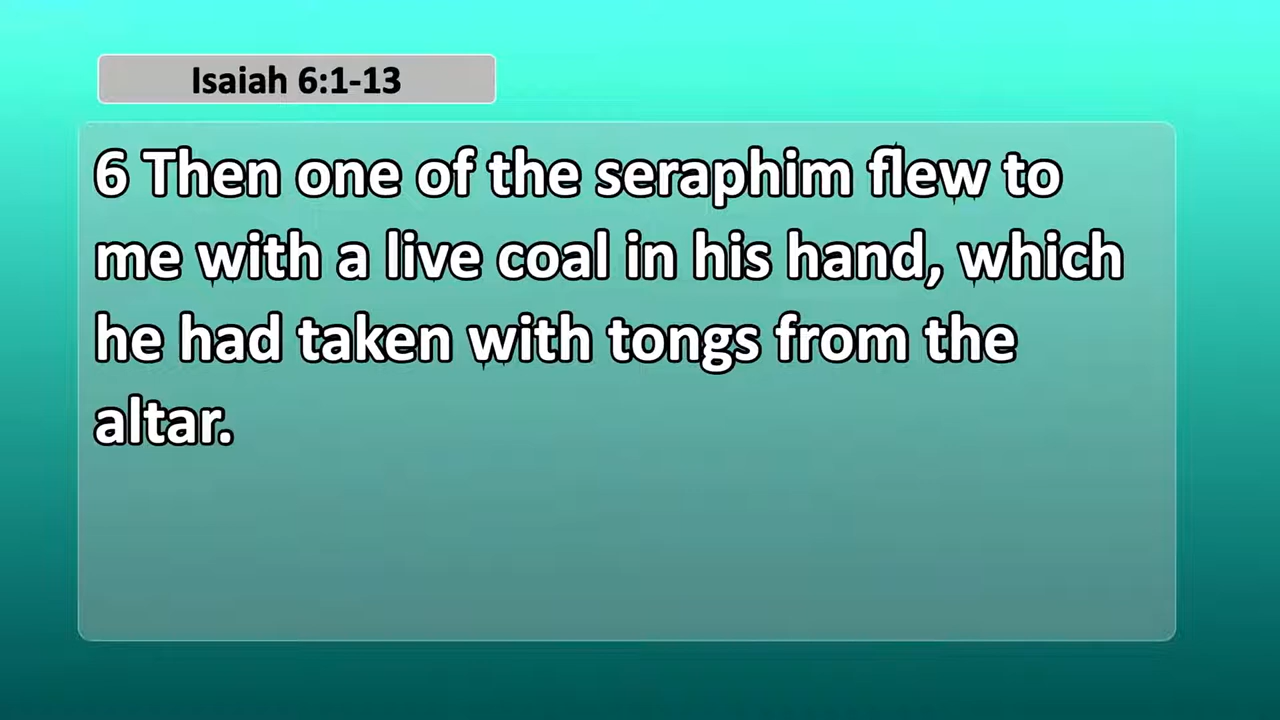 Isaiah 6:1-13
6 Then one of the seraphim flew to
me with a live coal in his hand, which
he had taken with tongs from the
altar.